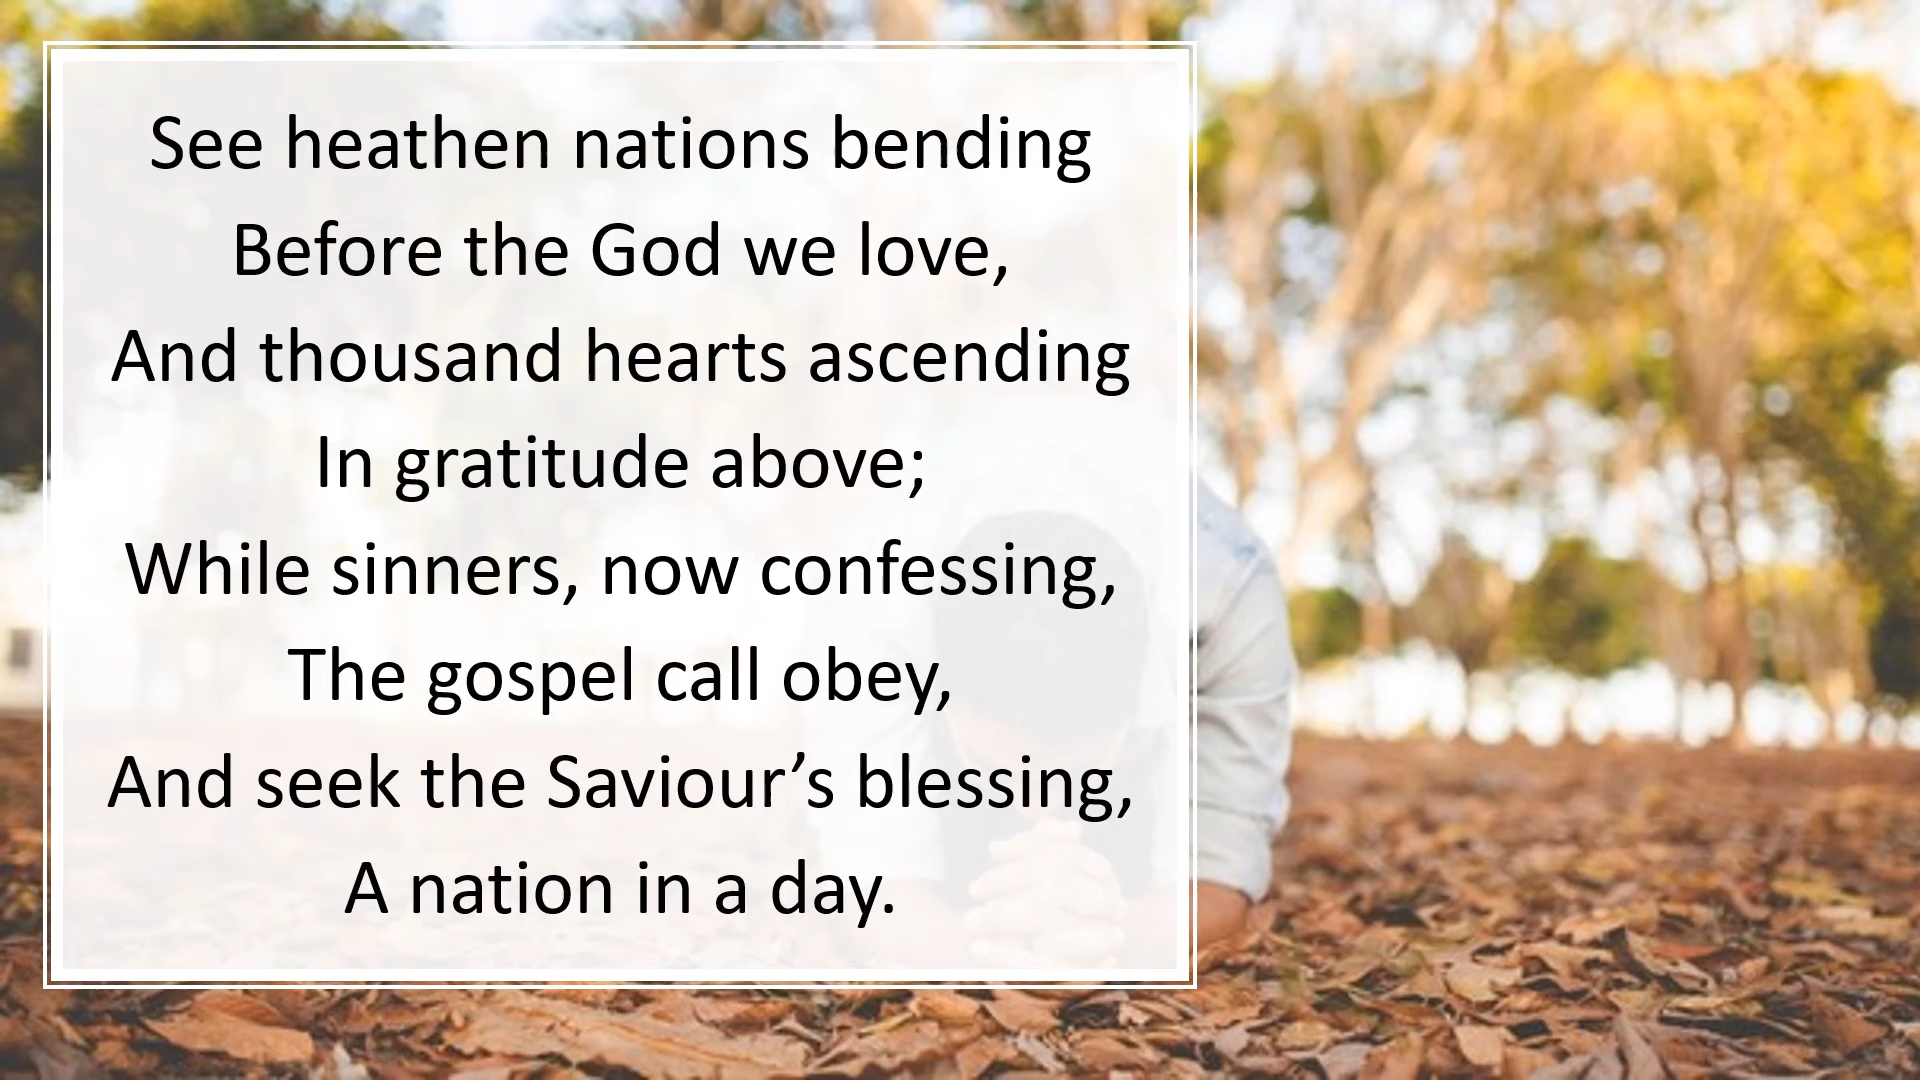 See heathen nations bending
Before the God we love,
And thousand hearts ascending
In gratitude above;
While sinners, now confessing,
The gospel call obey,
And seek the Saviour’s blessing,
A nation in a day.